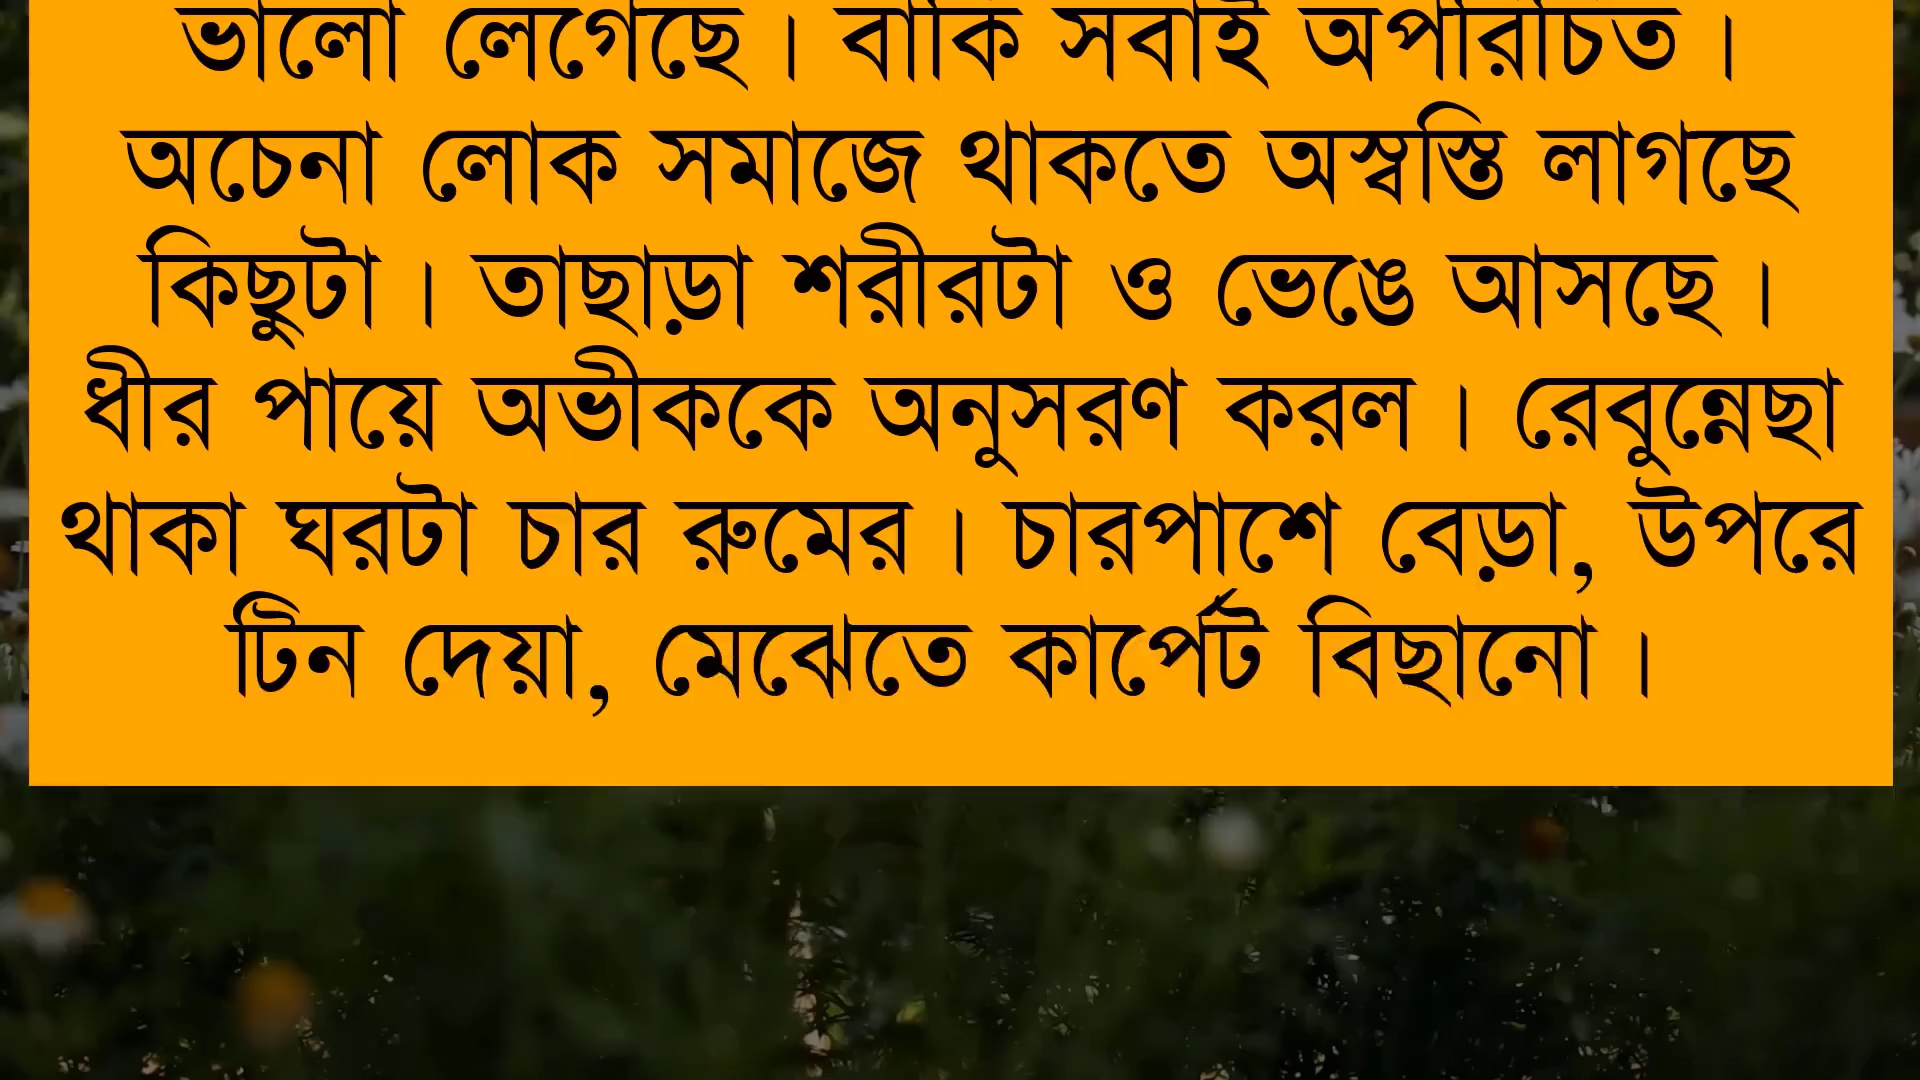 ভালো লেগেছে। বাকি সবাই অপরিচিত।
অচেনা লোক সমাজে থাকতে অস্বস্তি লাগছে
কিছুটা। তাছাড়া শরীরটা ও ভেঙে আসছে।
ধীর পায়ে অভীককে অনুসরণ করল। রেবুন্নেছা
থাকা ঘরটা চার রুমের। চারপাশে বেড়া, উপরে
টিন দেয়া, মেঝেতে কার্পেট বিছানো।